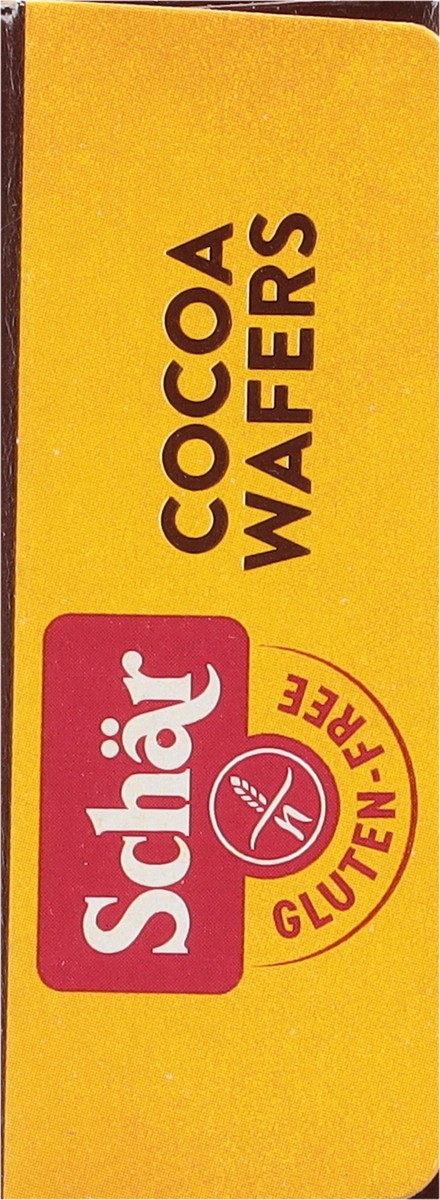 Schär
GLUTEN-FREE
COCOA
WAFERS